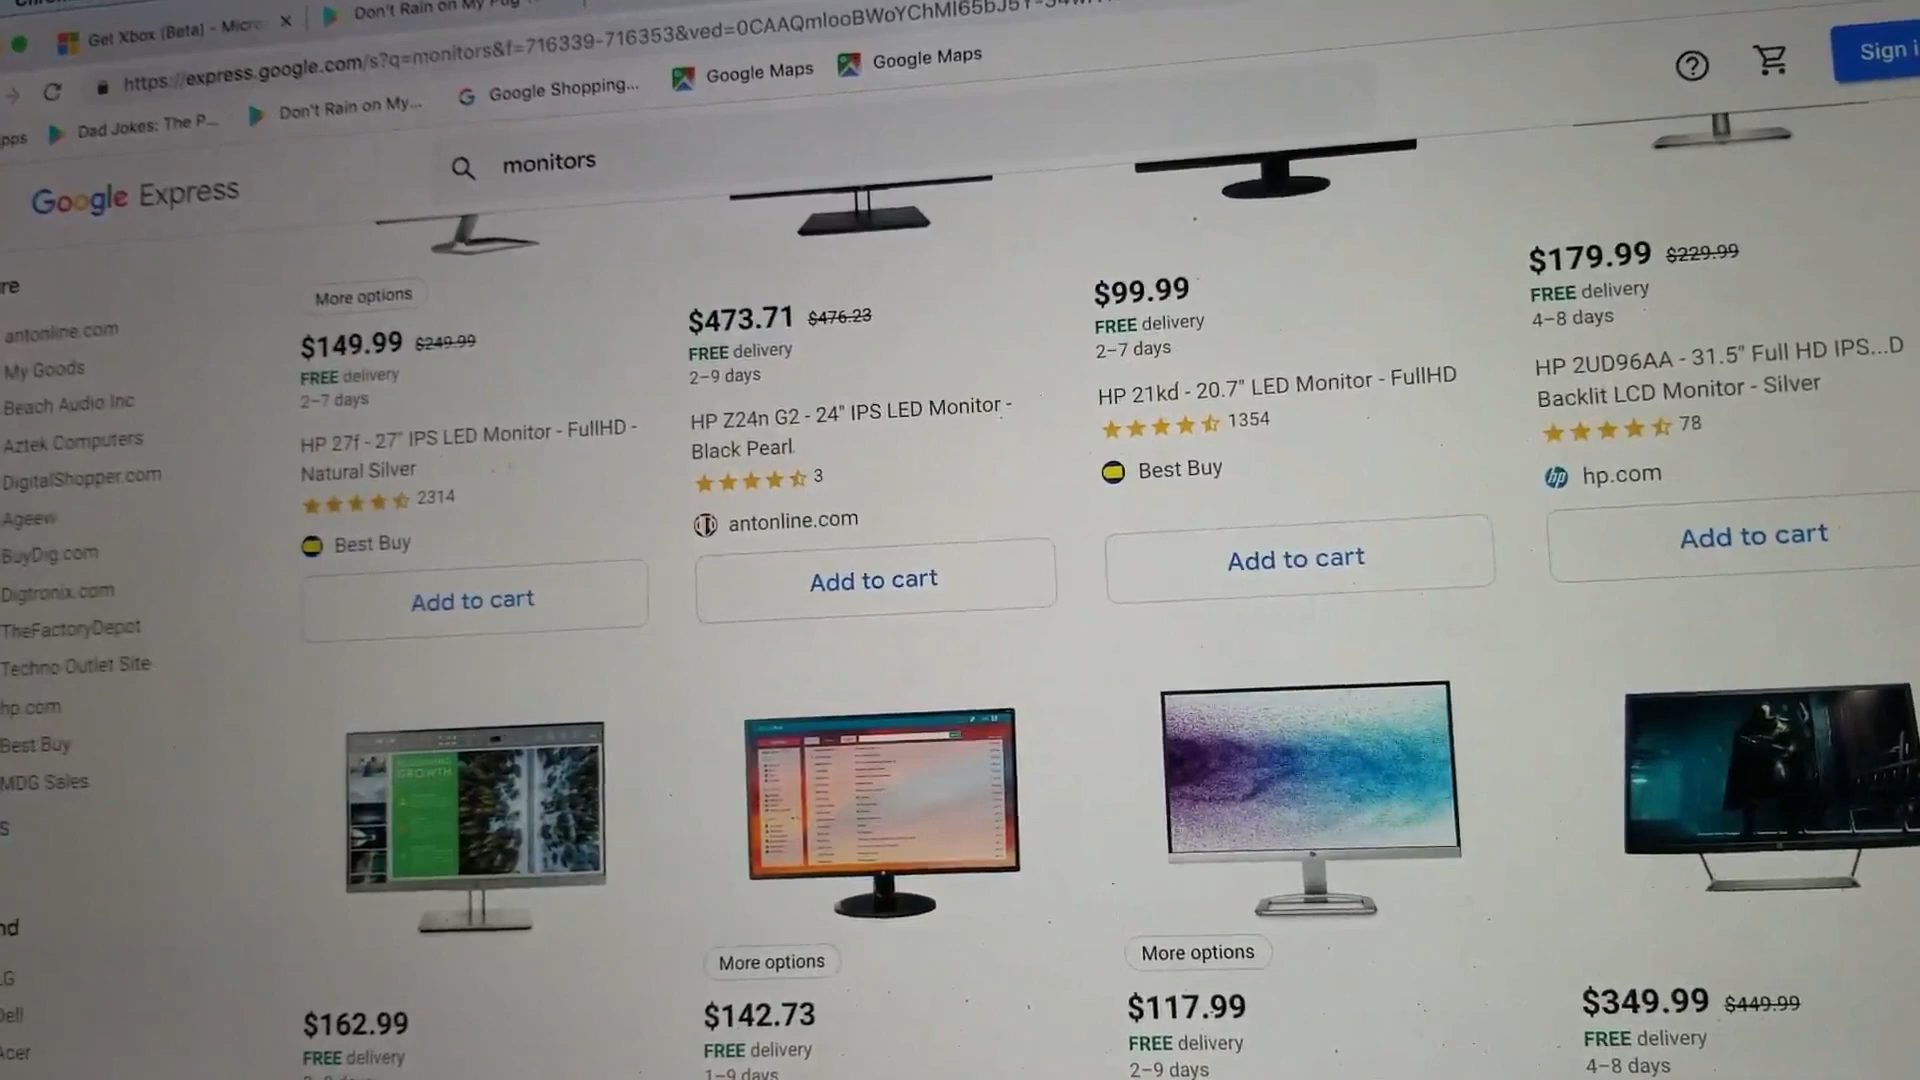 Get Xbox (Beta) - Micro
Don't Rain on My Pug
https://express.google.com/s?q=monitors&f=716339-716353&ved=0CAAQmlooBWoYChMI65bJ5Y
Dad Jokes: The P...
Don't Rain on My...
Google Shopping...
Google Maps
Google Maps
Sign i
Google Express
monitors
antonline.com
My Goods
Beach Audio Inc
Aztek Computers
DigitalShopper.com
Ageew
BuyDig.com
Digtronix.com
TheFactoryDepot
Techno Outlet Site
hp.com
Best Buy
MDG Sales
More options
$149.99 $249.99
FREE delivery
2–7 days
HP 27f - 27" IPS LED Monitor - FullHD -
Natural Silver
2314
Best Buy
Add to cart
$473.71 $476.23
FREE delivery
2–9 days
HP Z24n G2 - 24" IPS LED Monitor -
Black Pearl
3
antonline.com
Add to cart
$99.99
FREE delivery
2–7 days
HP 21kd - 20.7" LED Monitor - FullHD
1354
Best Buy
Add to cart
$179.99 $229.99
FREE delivery
4–8 days
HP 2UD96AA - 31.5" Full HD IPS...D
Backlit LCD Monitor - Silver
78
hp hp.com
Add to cart
GROWTH
$162.99
FREE delivery
More options
$142.73
FREE delivery
1–9 days
More options
$117.99
FREE delivery
2–9 days
$349.99 $449.99
FREE delivery
4–8 days